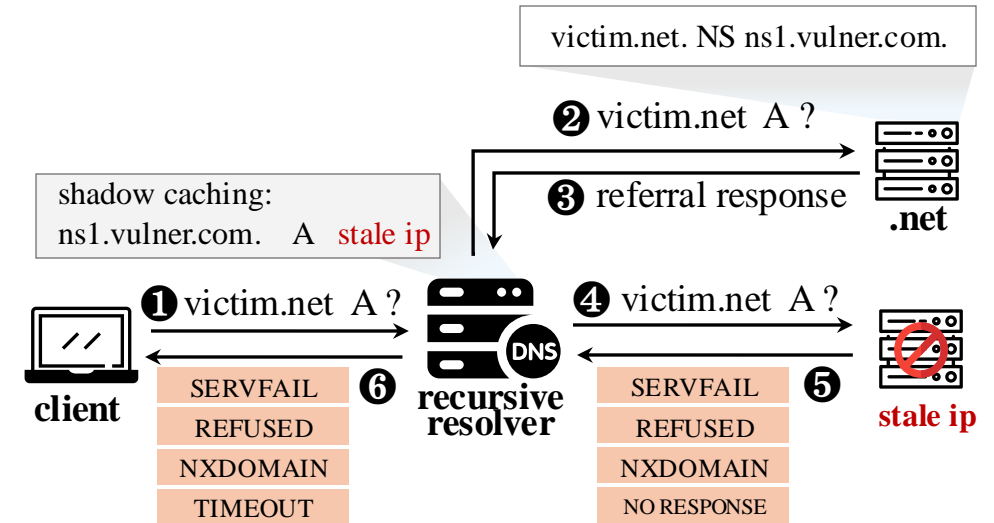 victim.net. NS ns1.vulner.com.
❷ victim.net A ?
❸ referral response
.net
shadow caching:
ns1.vulner.com. A stale ip
❶ victim.net A ?
❹ victim.net A ?
DNS
client
❻
recursive
resolver
❺
stale ip
SERVFAIL
REFUSED
NXDOMAIN
TIMEOUT
SERVFAIL
REFUSED
NXDOMAIN
NO RESPONSE